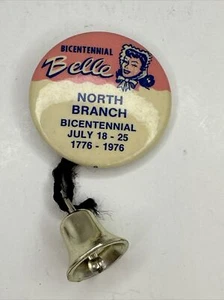 BICENTENNIAL
Belle
NORTH
BRANCH
BICENTENNIAL
JULY 18 - 25
1776 - 1976